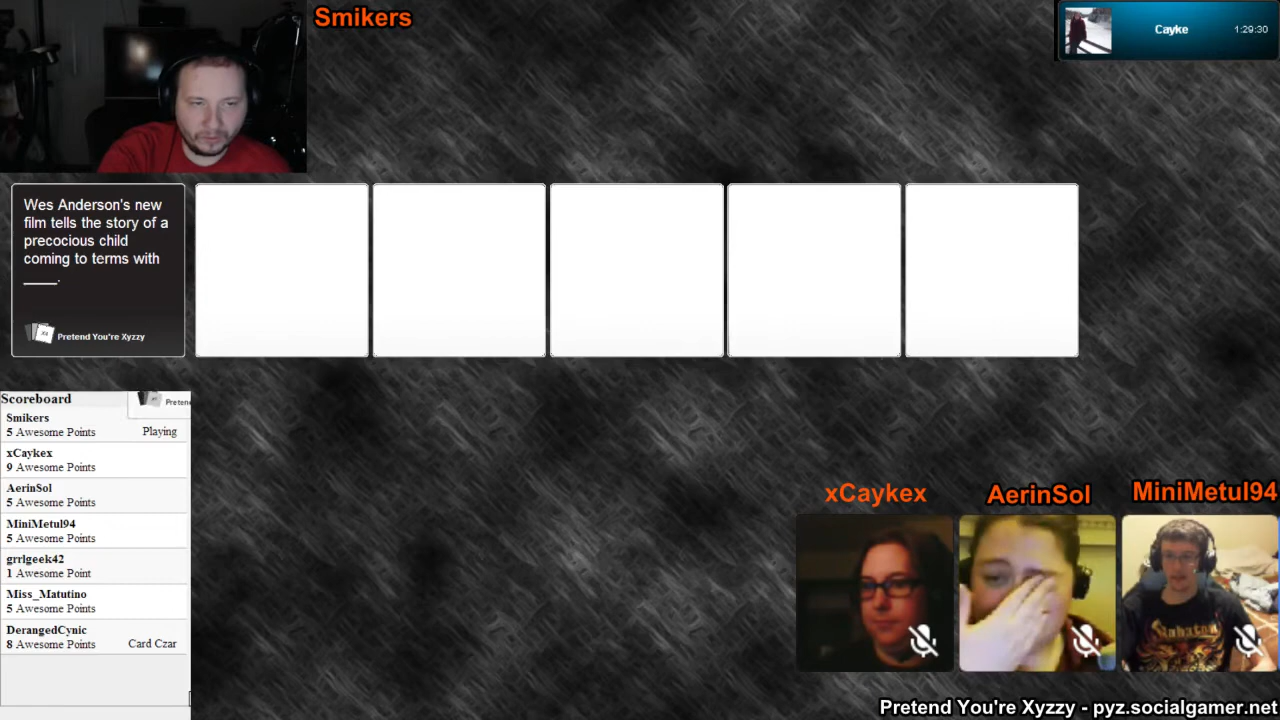 Smikers
Cayke
1:29:30
Wes Anderson's new
film tells the story of a
precocious child
coming to terms with
____.
Pretend You're Xyzzy
Scoreboard
Preten
Smikers
5 Awesome Points
Playing
xCaykex
9 Awesome Points
AerinSol
5 Awesome Points
MiniMetul94
5 Awesome Points
grrlgeek42
1 Awesome Point
Miss_Matutino
5 Awesome Points
DerangedCynic
8 Awesome Points
Card Czar
xCaykex
AerinSol
MiniMetul94
Sabaton
Pretend You're Xyzzy - pyz.socialgamer.net